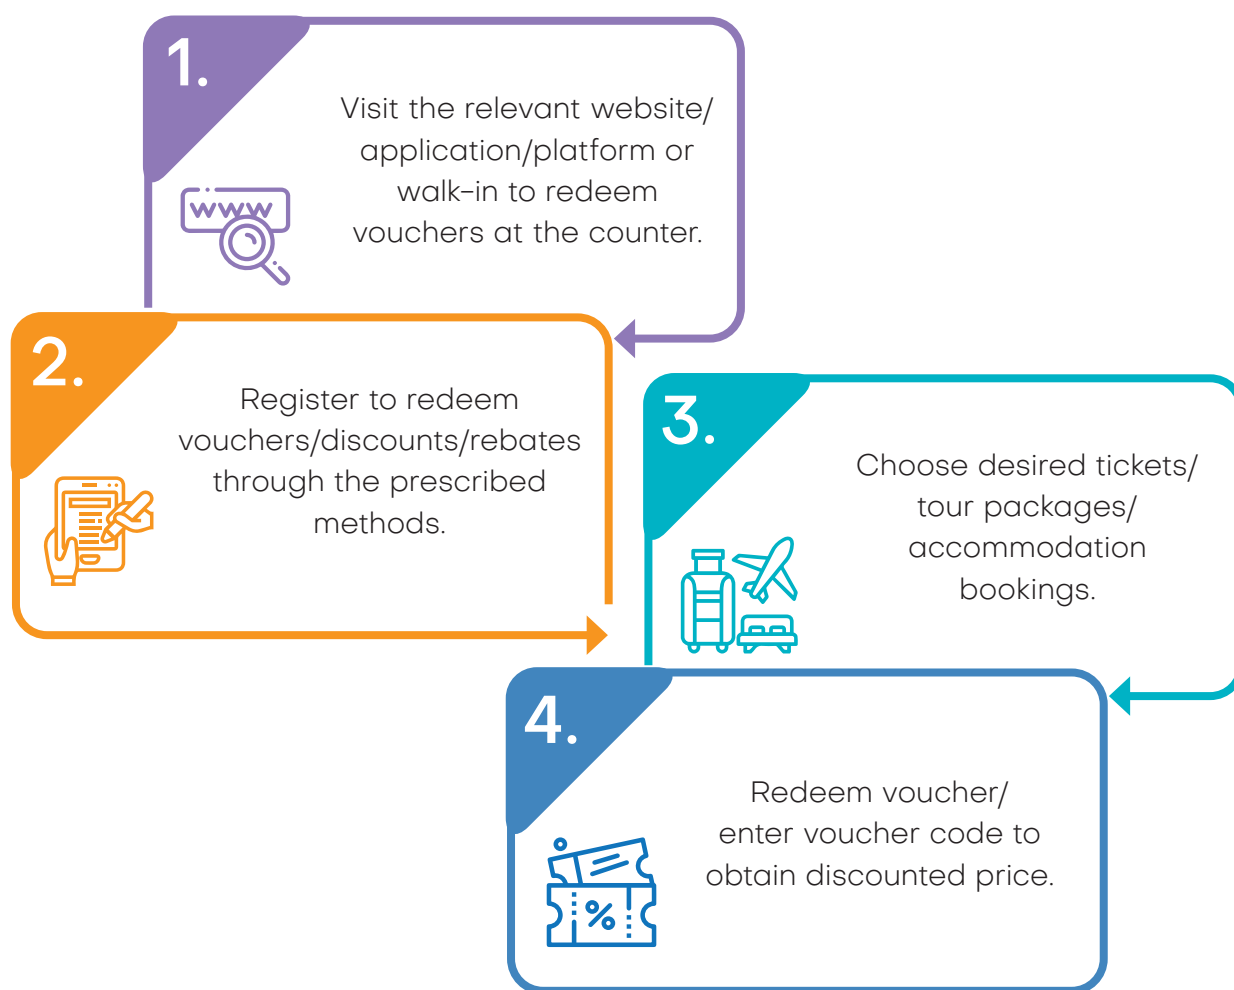 1.
Visit the relevant website/
application/platform or
walk-in to redeem
vouchers at the counter.
www
2.
Register to redeem
vouchers/discounts/rebates
through the prescribed
methods.
3.
Choose desired tickets/
tour packages/
accommodation
bookings.
4.
Redeem voucher/
enter voucher code to
obtain discounted price.
%